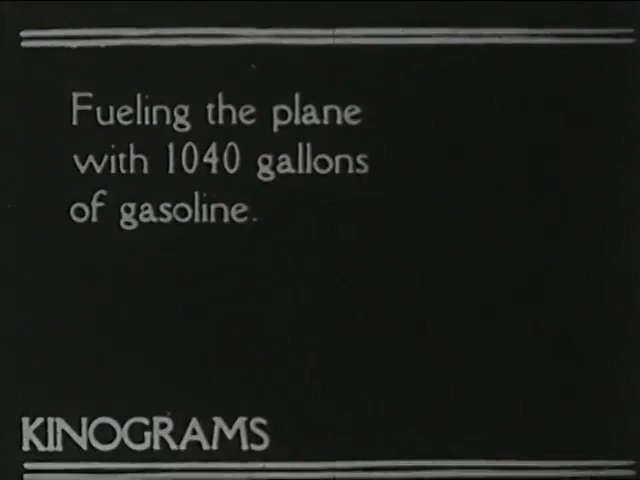 Fueling the plane
with 1040 gallons
of gasoline.
KINOGRAMS